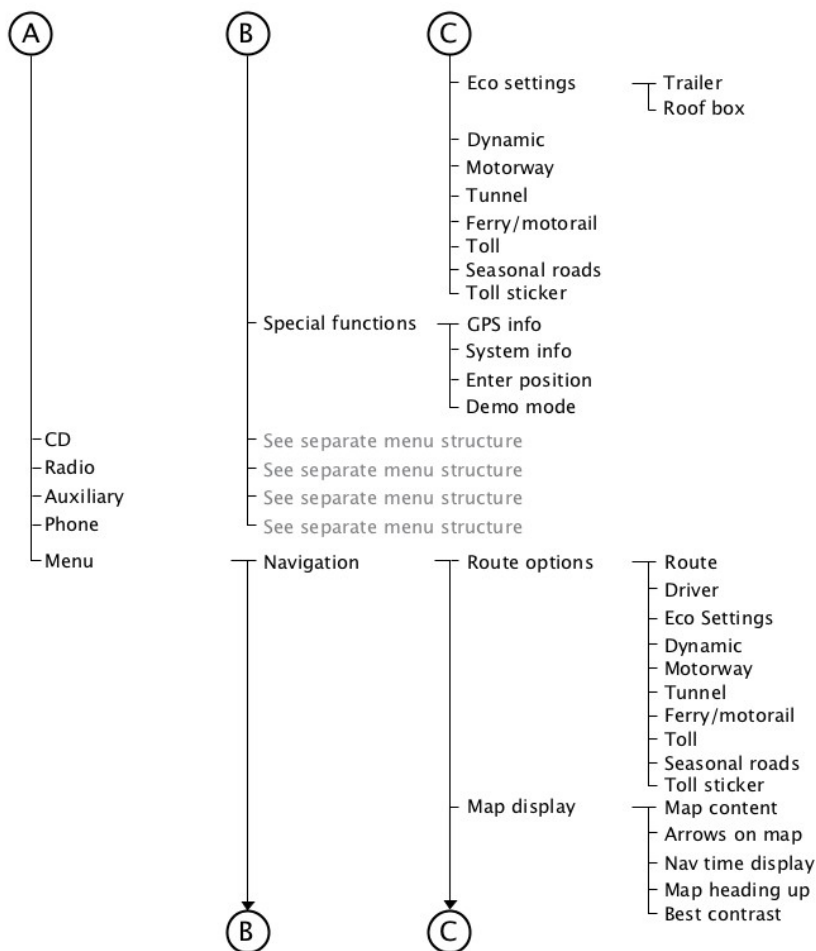 A B C
Eco settings Trailer
Roof box
Dynamic
Motorway
Tunnel
Ferry/motorail
Toll
Seasonal roads
Toll sticker
Special functions GPS info
System info
Enter position
Demo mode
CD See separate menu structure
Radio See separate menu structure
Auxiliary See separate menu structure
Phone See separate menu structure
Menu Navigation Route options Route
Driver
Eco Settings
Dynamic
Motorway
Tunnel
Ferry/motorail
Toll
Seasonal roads
Toll sticker
Map display Map content
Arrows on map
Nav time display
Map heading up
Best contrast
B C